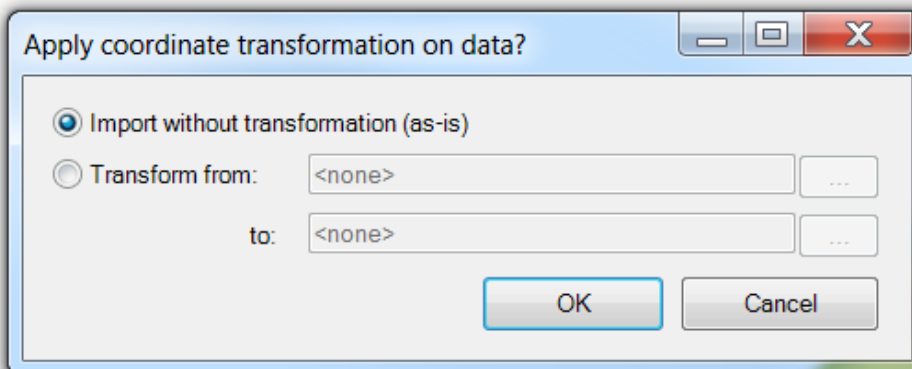 Apply coordinate transformation on data?
Import without transformation (as-is)
Transform from: <none> ...
to: <none> ...
OK Cancel